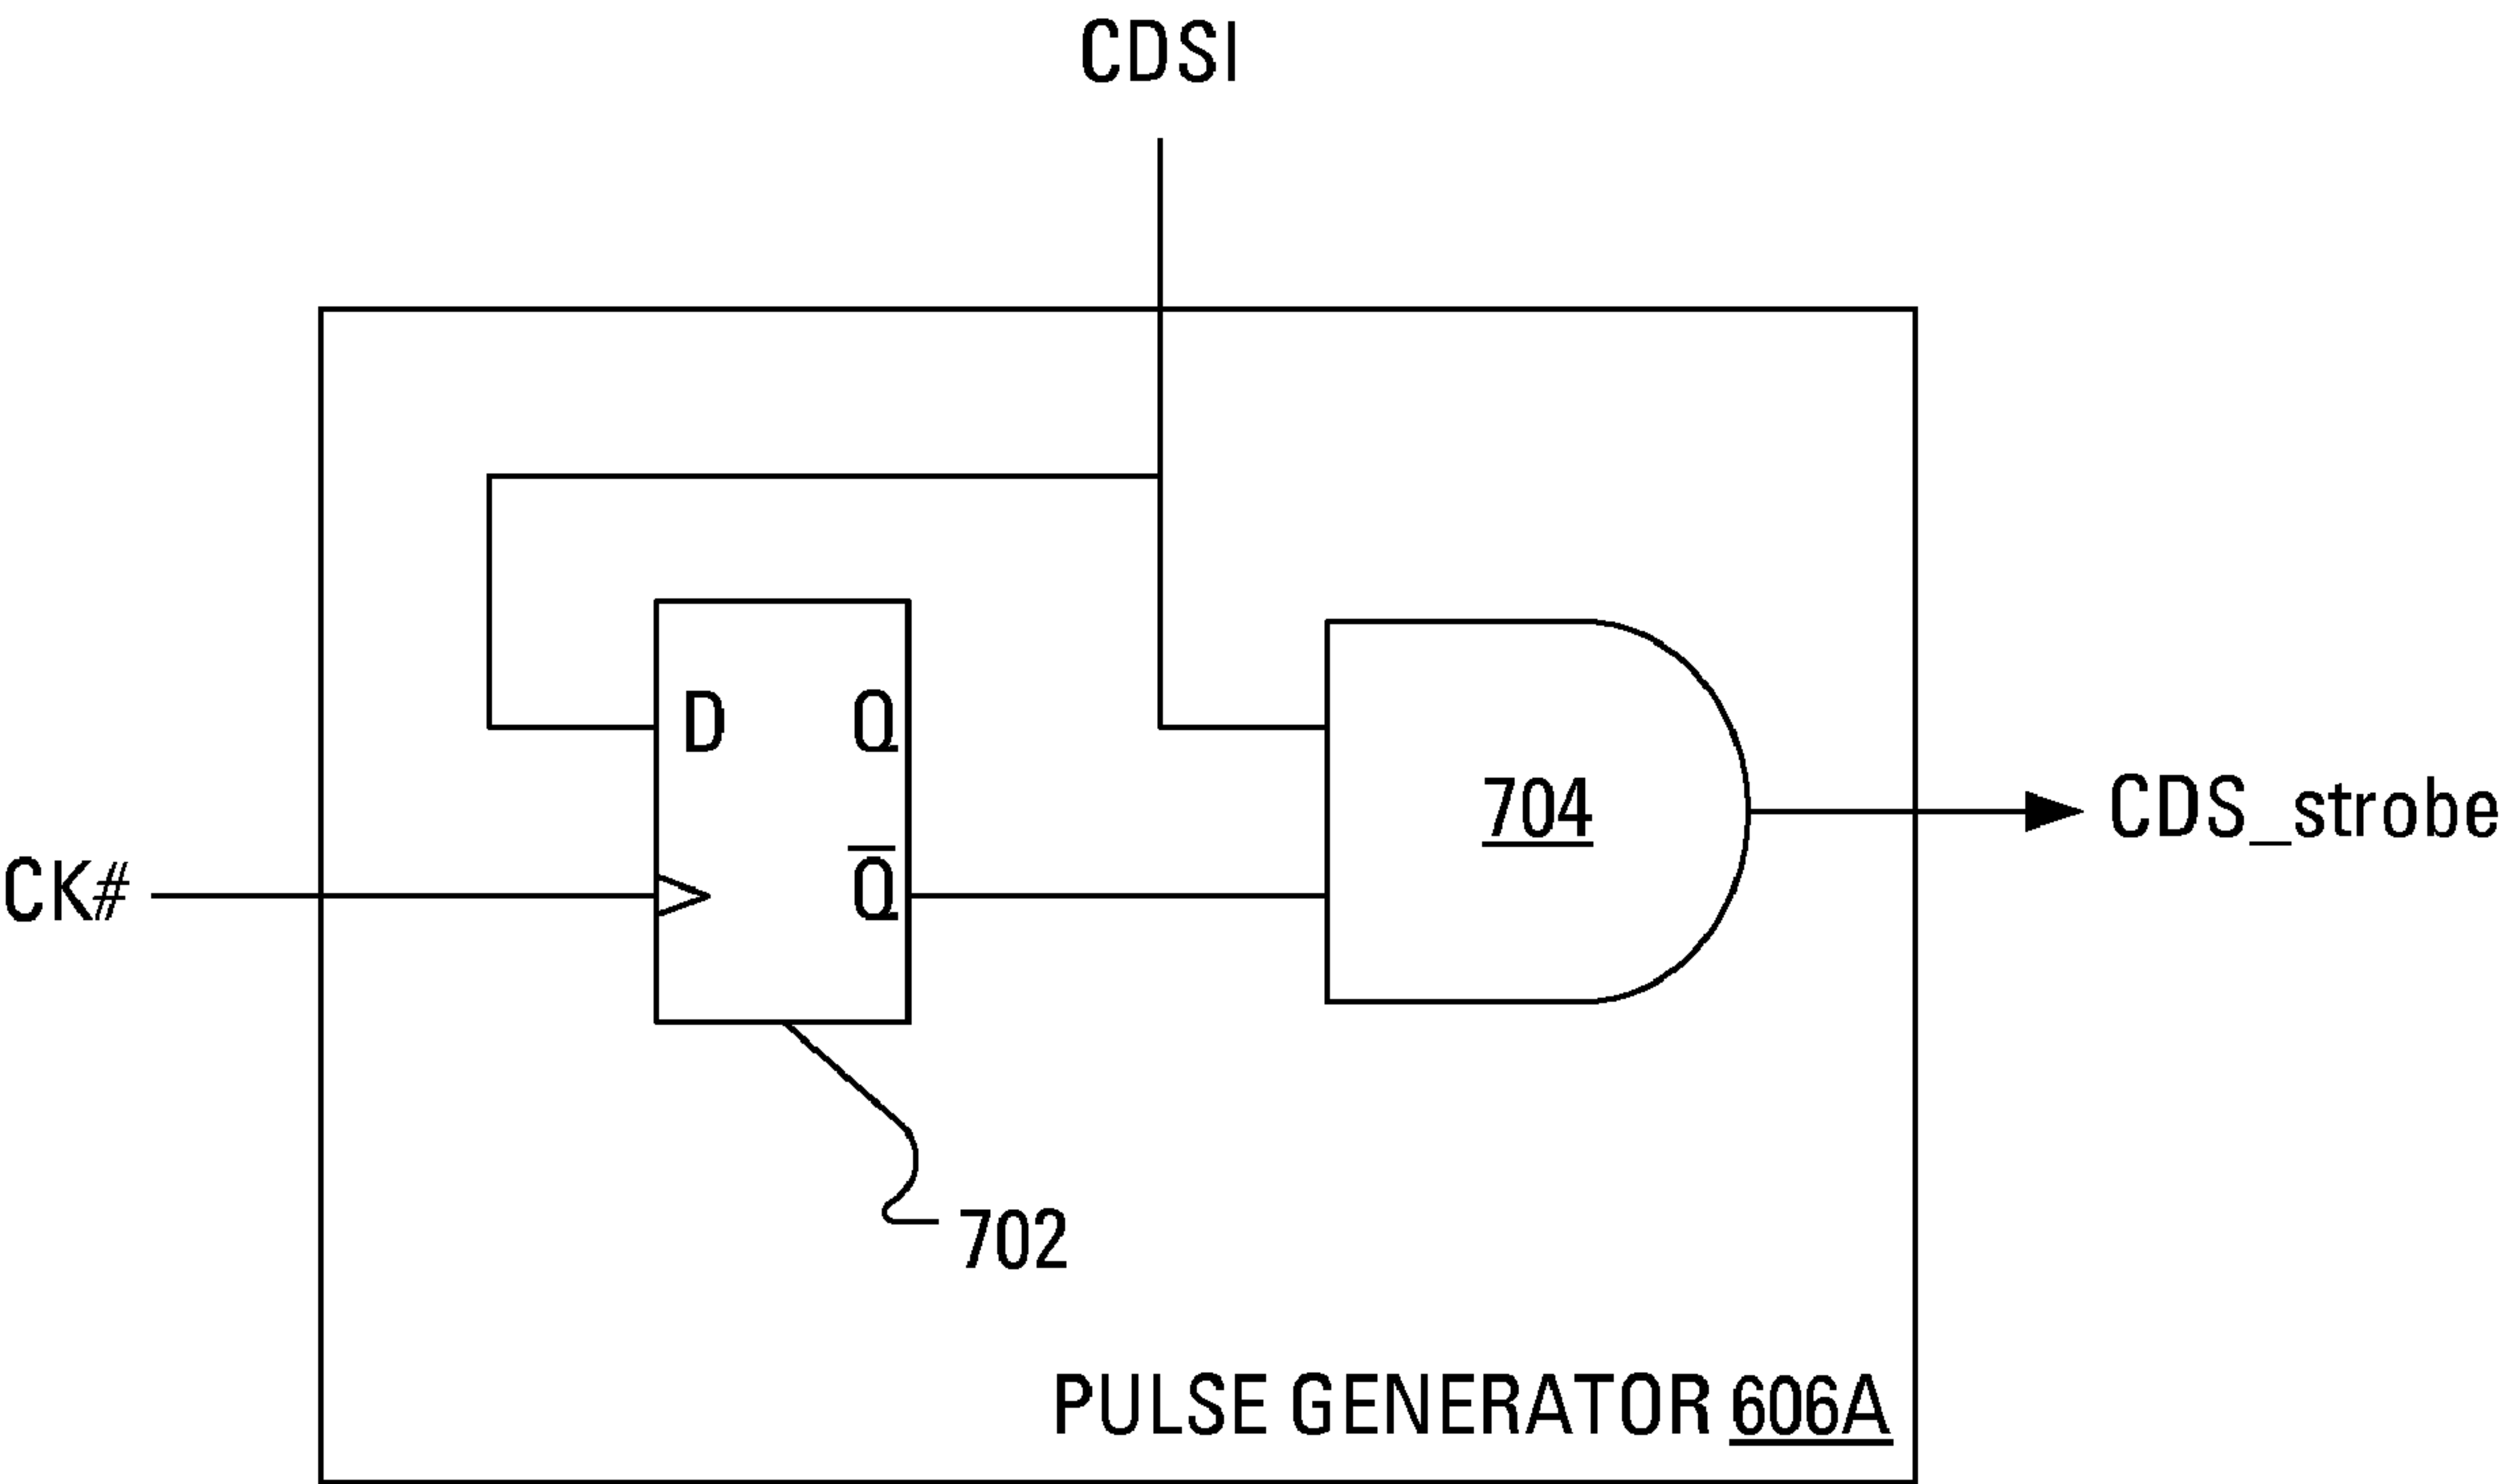 CDSI
D Q
704
CDS_strobe
CK#
Q̅
702
PULSE GENERATOR 606A